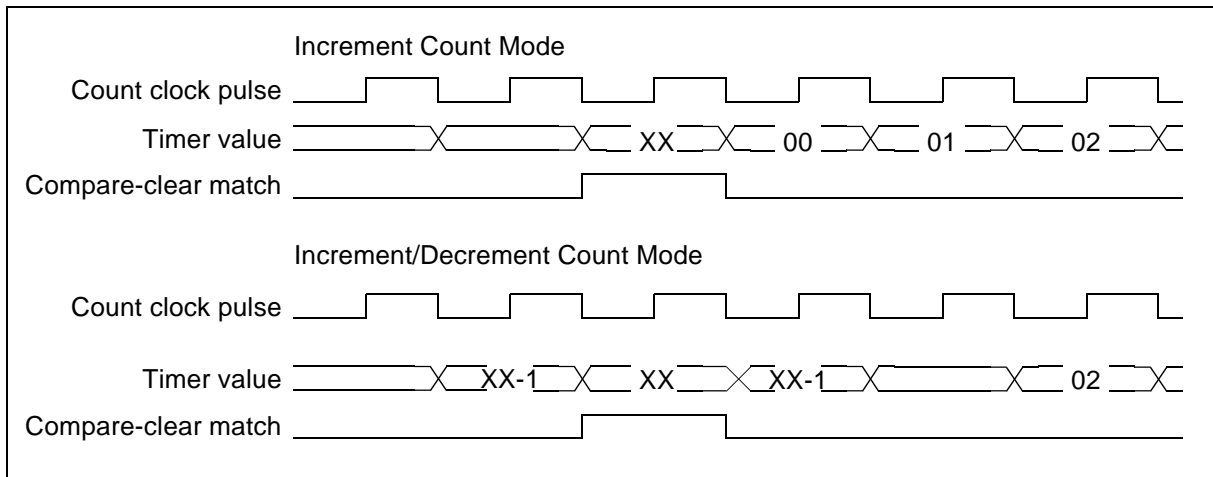 Increment Count Mode
Count clock pulse
Timer value XX 00 01 02
Compare-clear match
Increment/Decrement Count Mode
Count clock pulse
Timer value XX-1 XX XX-1 02
Compare-clear match